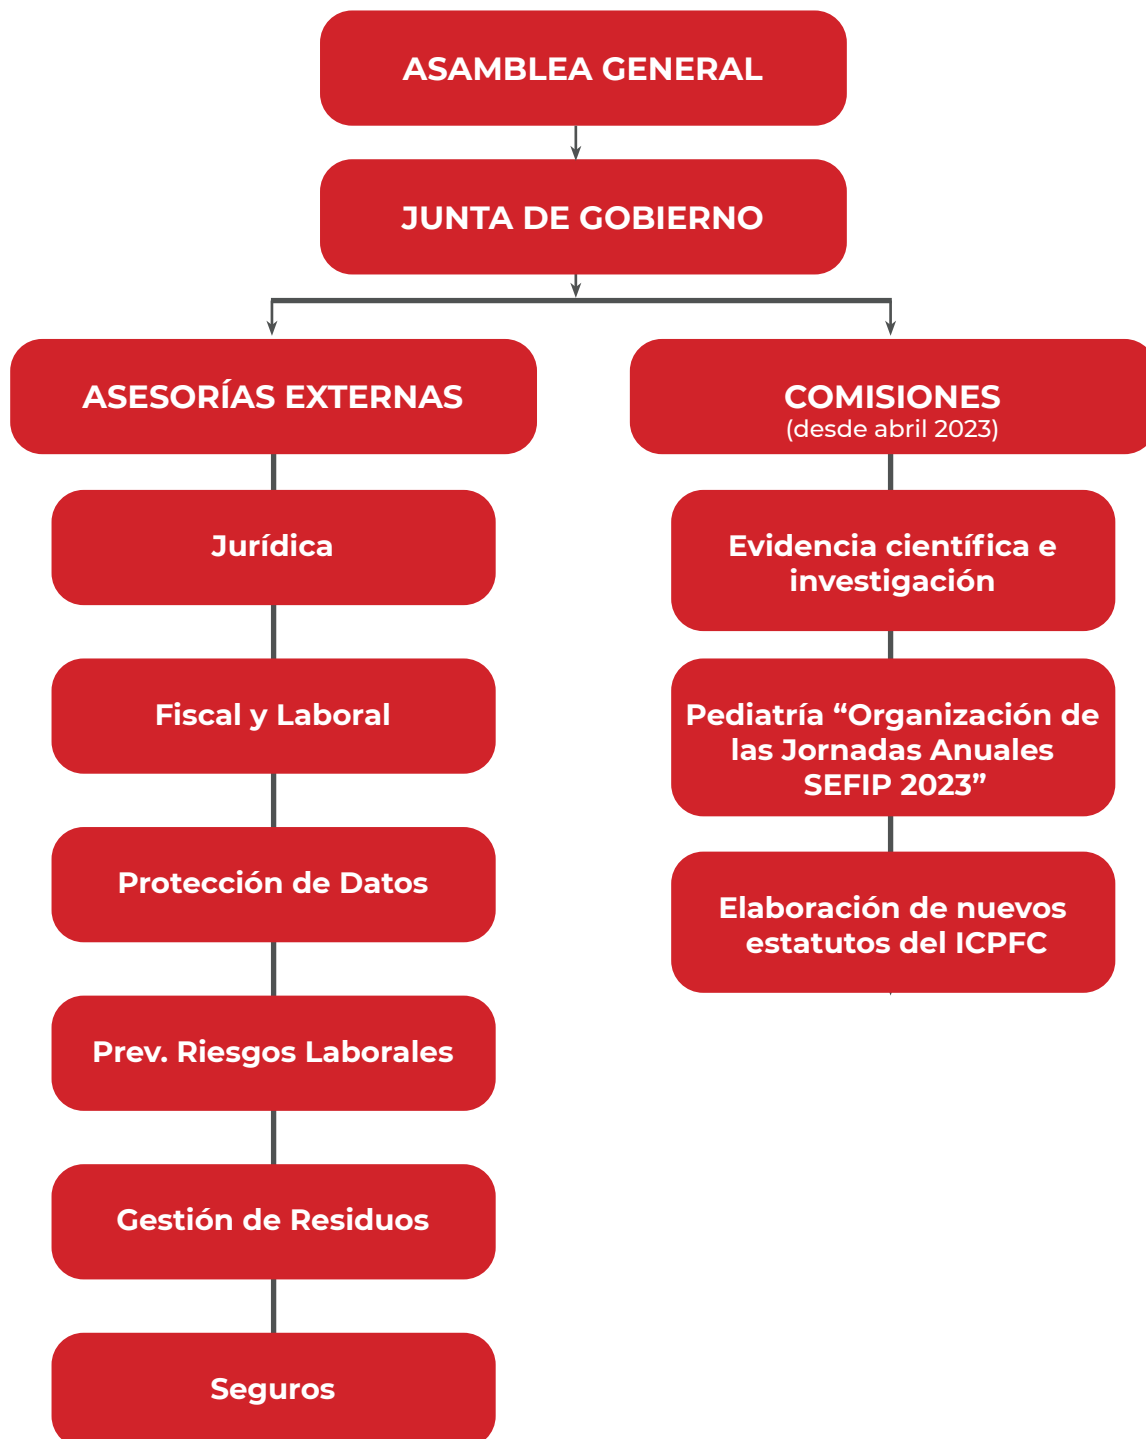 ASAMBLEA GENERAL
JUNTA DE GOBIERNO
ASESORÍAS EXTERNAS
Jurídica
Fiscal y Laboral
Protección de Datos
Prev. Riesgos Laborales
Gestión de Residuos
Seguros
COMISIONES
(desde abril 2023)
Evidencia científica e
investigación
Pediatría “Organización de
las Jornadas Anuales
SEFIP 2023”
Elaboración de nuevos
estatutos del ICPFC